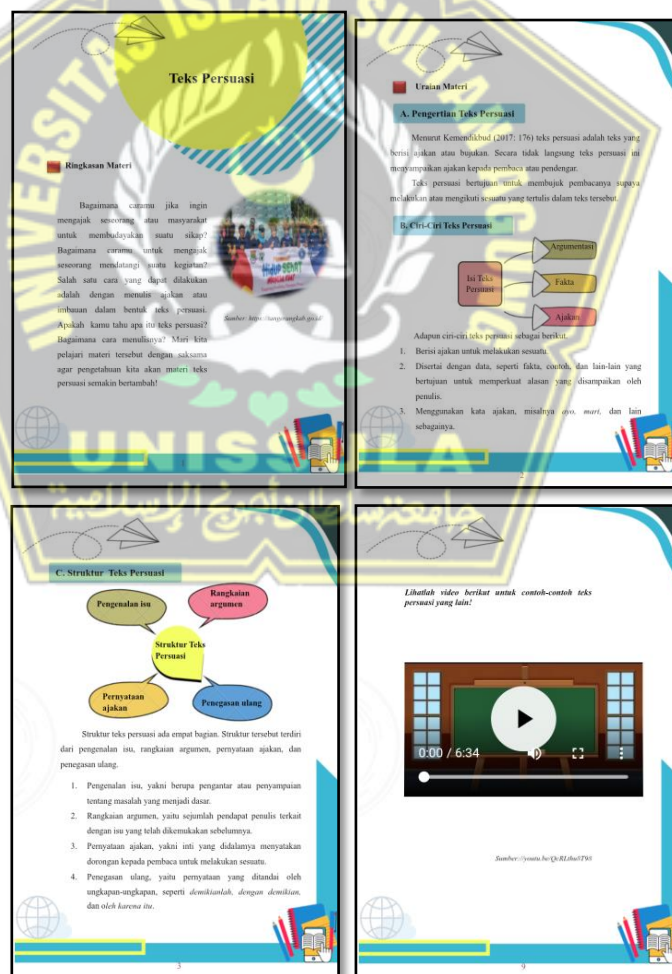 Teks Persuasi
Ringkasan Materi
Bagaimana caramu jika ingin
mengajak seseorang atau masyarakat
untuk membudayakan suatu sikap?
Bagaimana caramu untuk mengajak
seseorang mendatangi suatu kegiatan?
Salah satu cara yang dapat dilakukan
adalah dengan menulis ajakan atau
imbauan dalam bentuk teks persuasi.
Apakah kamu tahu apa itu teks persuasi?
Bagaimana cara menulisnya? Mari kita
pelajari materi tersebut dengan saksama
agar pengetahuan kita akan materi teks
persuasi semakin bertambah!
HIDUP SEHAT
Sumber: https://tangerangkab.go.id/
1
Uraian Materi
A. Pengertian Teks Persuasi
Menurut Kemendikbud (2017: 176) teks persuasi adalah teks yang
berisi ajakan atau bujukan. Secara tidak langsung teks persuasi ini
menyampaikan ajakan kepada pembaca atau pendengar.
Teks persuasi bertujuan untuk membujuk pembacanya supaya
melakukan atau mengikuti sesuatu yang tertulis dalam teks tersebut.
B. Ciri-Ciri Teks Persuasi
Isi Teks
Persuasi
Argumentasi
Fakta
Ajakan
Adapun ciri-ciri teks persuasi sebagai berikut.
1. Berisi ajakan untuk melakukan sesuatu.
2. Disertai dengan data, seperti fakta, contoh, dan lain-lain yang
bertujuan untuk memperkuat alasan yang disampaikan oleh
penulis.
3. Menggunakan kata ajakan, misalnya ayo, mari, dan lain
sebagainya.
2
C. Struktur Teks Persuasi
Pengenalan isu
Rangkaian
argumen
Struktur Teks
Persuasi
Pernyataan
ajakan
Penegasan ulang
Struktur teks persuasi ada empat bagian. Struktur tersebut terdiri
dari pengenalan isu, rangkaian argumen, pernyataan ajakan, dan
penegasan ulang.
1. Pengenalan isu, yakni berupa pengantar atau penyampaian
tentang masalah yang menjadi dasar.
2. Rangkaian argumen, yaitu sejumlah pendapat penulis terkait
dengan isu yang telah dikemukakan sebelumnya.
3. Pernyataan ajakan, yakni inti yang didalamya menyatakan
dorongan kepada pembaca untuk melakukan sesuatu.
4. Penegasan ulang, yaitu pernyataan yang ditandai oleh
ungkapan-ungkapan, seperti demikianlah, dengan demikian,
dan oleh karena itu.
3
Lihatlah video berikut untuk contoh-contoh teks
persuasi yang lain!
0:00 / 6:34
9
UNISSULA
جامعنسلطان أجونج الإسلامية